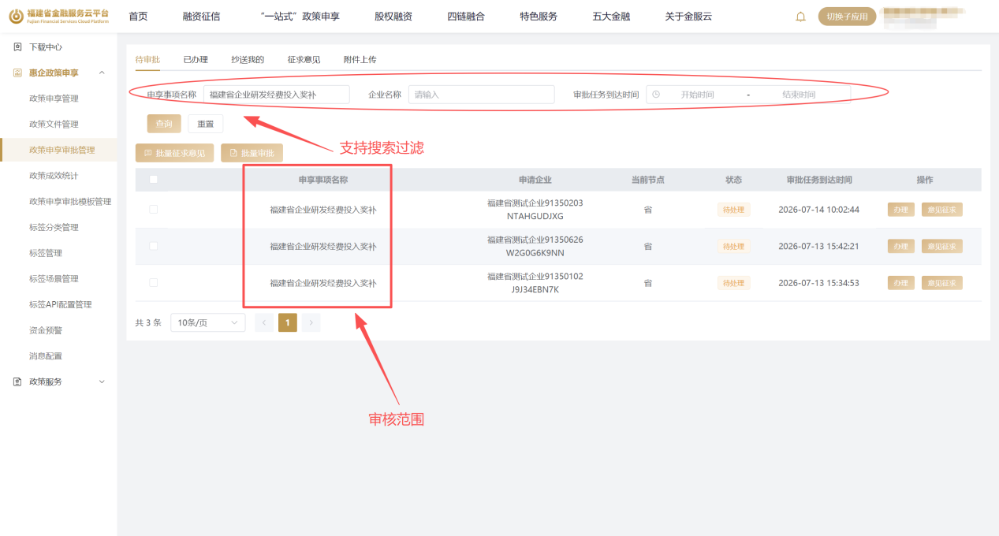 福建省金融服务云平台
Fujian Financial Services Cloud Platform
首页 融资征信 “一站式”政策申享 股权融资 四链融合 特色服务 五大金融 关于金服云 切换子应用
下载中心
惠企政策申享
政策申享管理
政策文件管理
政策申享审批管理
政策成效统计
政策申享审批模板管理
标签分类管理
标签管理
标签场景管理
标签API配置管理
资金预警
消息配置
政策服务
待审批 已办理 抄送我的 征求意见 附件上传
申享事项名称 福建省企业研发经费投入奖补 企业名称 请输入 审批任务到达时间 开始时间 - 结束时间
查询 重置
支持搜索过滤
批量征求意见 批量审批
申享事项名称 申请企业 当前节点 状态 审批任务到达时间 操作
福建省企业研发经费投入奖补 福建省测试企业91350203 省 待处理 2026-07-14 10:02:44 办理 意见征求
NTAHGUDJXG
福建省企业研发经费投入奖补 福建省测试企业91350626 省 待处理 2026-07-13 15:42:21 办理 意见征求
W2G0G6K9NN
福建省企业研发经费投入奖补 福建省测试企业91350102 省 待处理 2026-07-13 15:34:53 办理 意见征求
J9J34EBN7K
共 3 条 10条/页 1
审核范围